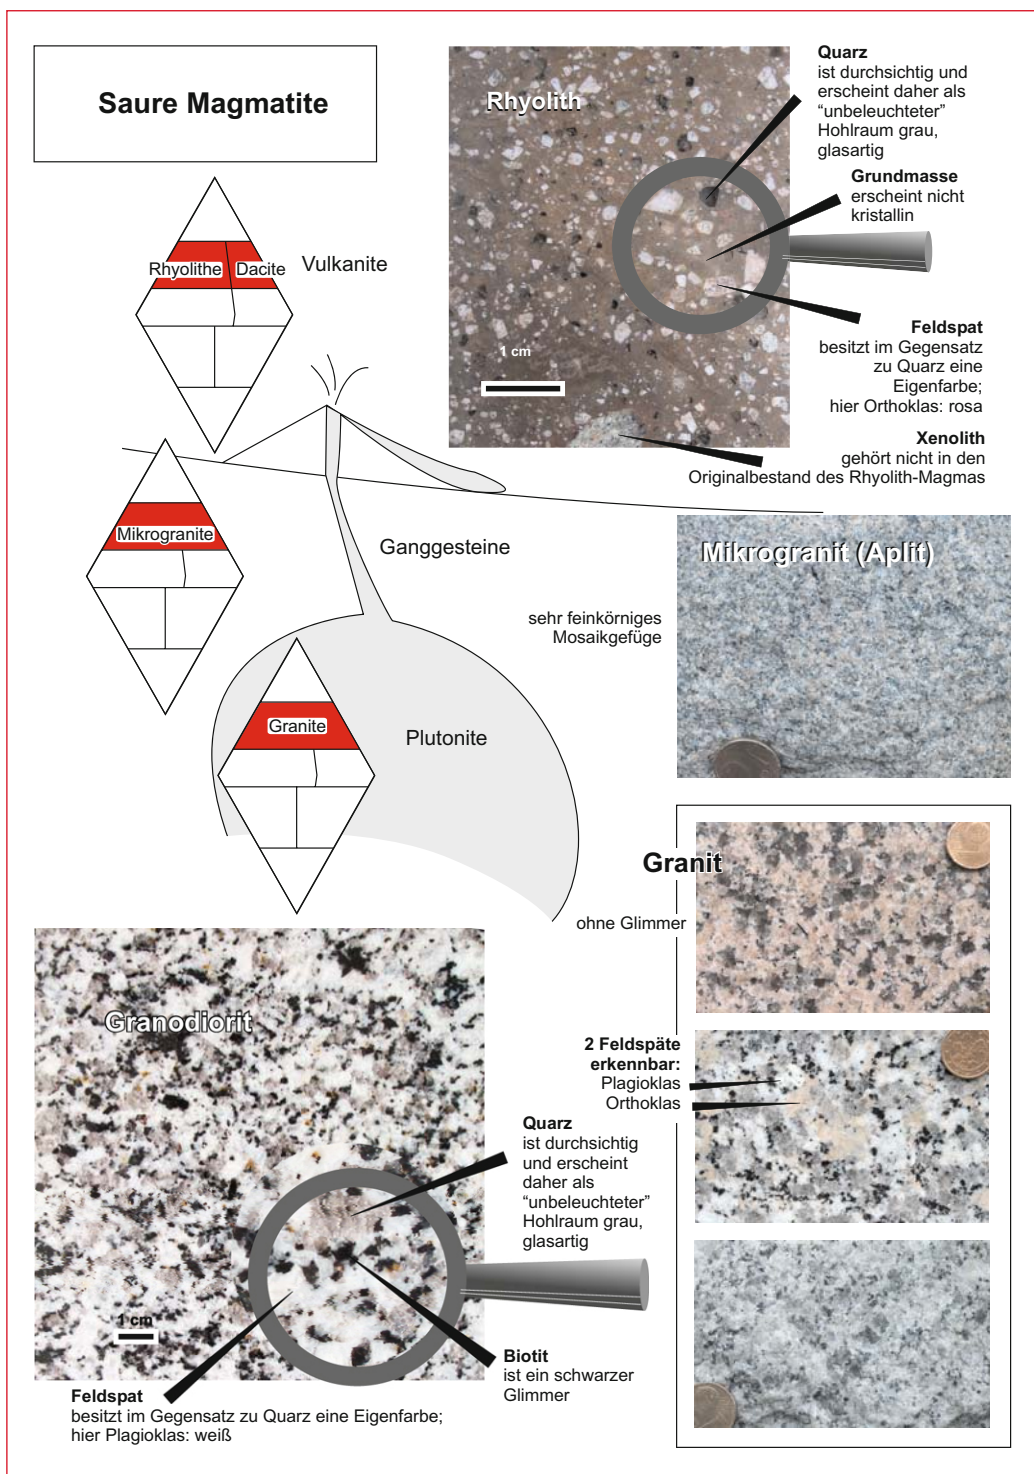 Saure Magmatite
Rhyolithe
Dacite
Vulkanite
Rhyolith
1 cm
Quarz
ist durchsichtig und
erscheint daher als
“unbeleuchteter”
Hohlraum grau,
glasartig
Grundmasse
erscheint nicht
kristallin
Feldspat
besitzt im Gegensatz
zu Quarz eine
Eigenfarbe;
hier Orthoklas: rosa
Xenolith
gehört nicht in den
Originalbestand des Rhyolith-Magmas
Mikrogranite
Ganggesteine
Mikrogranit (Aplit)
sehr feinkörniges
Mosaikgefüge
Granite
Plutonite
Granit
ohne Glimmer
2 Feldspäte
erkennbar:
Plagioklas
Orthoklas
Granodiorit
1 cm
Quarz
ist durchsichtig
und erscheint
daher als
“unbeleuchteter”
Hohlraum grau,
glasartig
Biotit
ist ein schwarzer
Glimmer
Feldspat
besitzt im Gegensatz zu Quarz eine Eigenfarbe;
hier Plagioklas: weiß